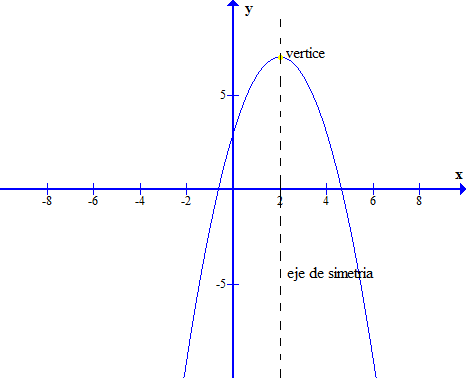 y
vertice
5
x
-8 -6 -4 -2 2 4 6 8
eje de simetria
-5